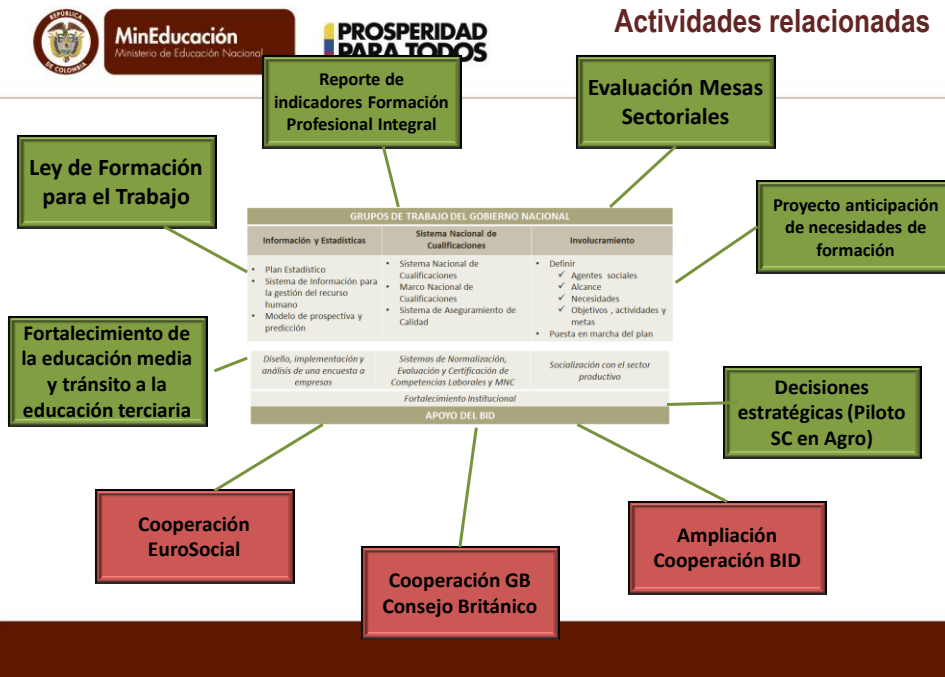 Actividades relacionadas
REPÚBLICA
DE COLOMBIA
MinEducación
Ministerio de Educación Nacional
PROSPERIDAD
PARA TODOS
Reporte de
indicadores Formación
Profesional Integral
Evaluación Mesas
Sectoriales
Ley de Formación
para el Trabajo
Proyecto anticipación
de necesidades de
formación
GRUPOS DE TRABAJO DEL GOBIERNO NACIONAL
Información y Estadísticas
Sistema Nacional de
Cualificaciones
Involucramiento
• Plan Estadístico
• Sistema de Información para
la gestión del recurso
humano
• Modelo de prospectiva y
predicción
• Sistema Nacional de
Cualificaciones
• Marco Nacional de
Cualificaciones
• Sistema de Aseguramiento de
Calidad
• Definir
✓ Agentes sociales
✓ Alcance
✓ Necesidades
✓ Objetivos , actividades y
metas
• Puesta en marcha del plan
Diseño, implementación y
análisis de una encuesta a
empresas
Sistemas de Normalización,
Evaluación y Certificación de
Competencias Laborales y MNC
Socialización con el sector
productivo
Fortalecimiento Institucional
APOYO DEL BID
Fortalecimiento de
la educación media
y tránsito a la
educación terciaria
Decisiones
estratégicas (Piloto
SC en Agro)
Cooperación
EuroSocial
Cooperación GB
Consejo Británico
Ampliación
Cooperación BID